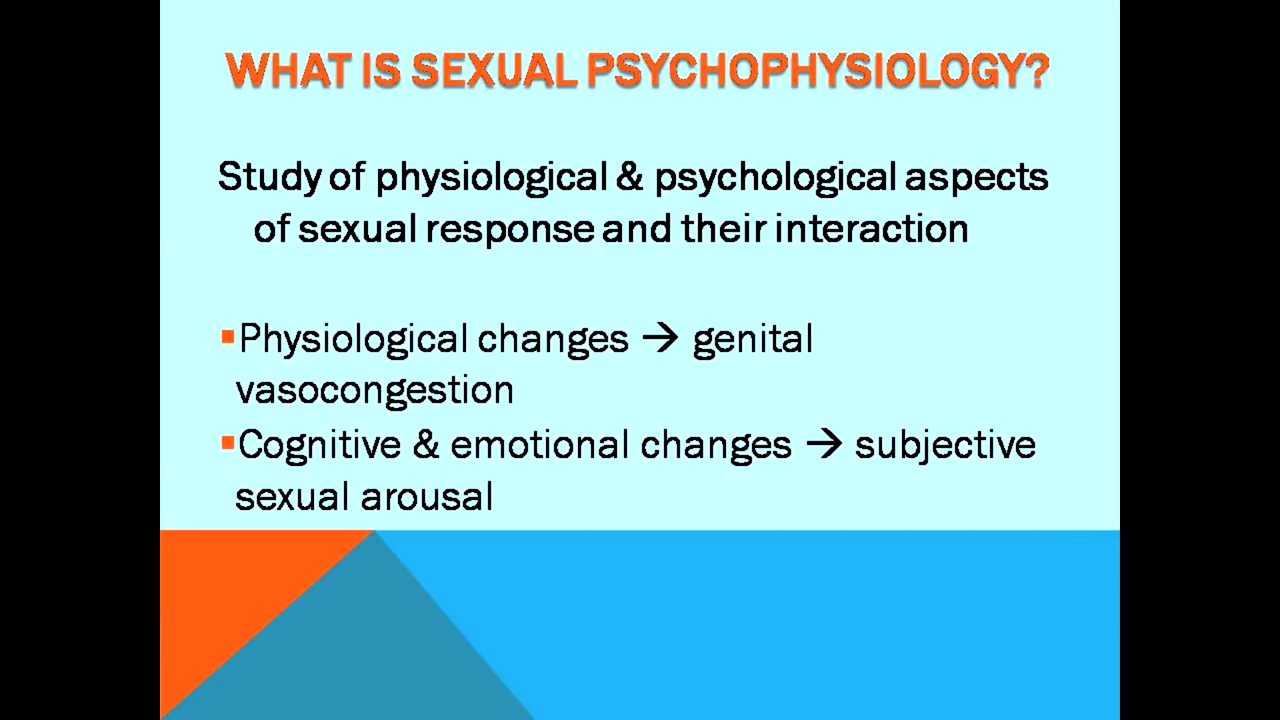 WHAT IS SEXUAL PSYCHOPHYSIOLOGY?
Study of physiological & psychological aspects
of sexual response and their interaction
▪Physiological changes → genital
vasocongestion
▪Cognitive & emotional changes → subjective
sexual arousal